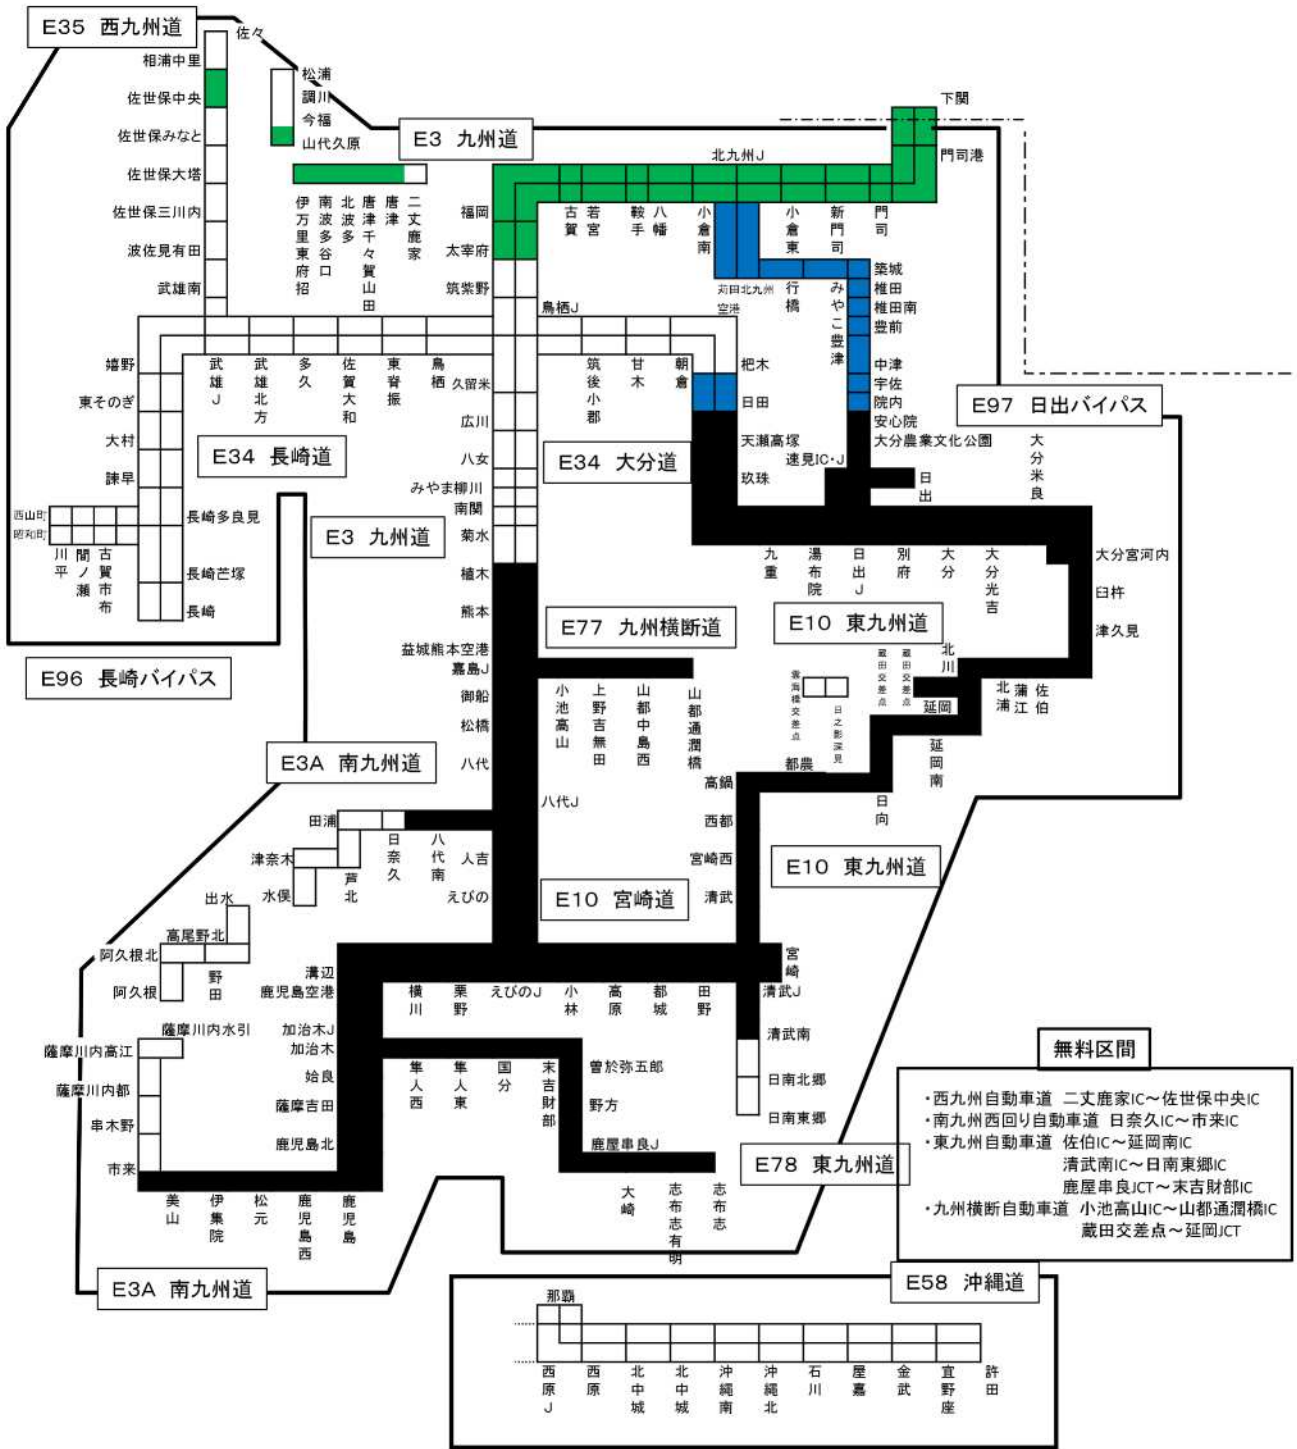 E35 西九州道
佐々
相浦中里
佐世保中央
佐世保みなと
佐世保大塔
佐世保三川内
波佐見有田
武雄南
松浦
調川
今福
山代久原
伊万里東府招
南波多谷口
北波多
唐津千々賀山田
唐津
二丈鹿家
E3 九州道
下関
門司港
北九州J
福岡
太宰府
筑紫野
古賀
若宮
鞍手
八幡
小倉南
小倉東
新門司
門司
苅田北九州
空港
行橋
みやこ豊津
築城
椎田
椎田南
豊前
中津
宇佐
院内
安心院
大分農業文化公園
速見IC・J
日出
E97 日出バイパス
鳥栖J
嬉野
東そのぎ
大村
諫早
武雄J
武雄北方
多久
佐賀大和
東脊振
鳥栖
久留米
筑後小郡
甘木
朝倉
杷木
日田
天瀬高塚
玖珠
広川
八女
みやま柳川
南関
菊水
植木
熊本
益城熊本空港
嘉島J
御船
松橋
八代
八代J
E34 長崎道
E34 大分道
E3 九州道
西山町
昭和町
川平
間ノ瀬
古賀市布
長崎多良見
長崎芒塚
長崎
E96 長崎バイパス
大分米良
九重
湯布院
日出J
別府
大分
大分光吉
大分宮河内
臼杵
津久見
E77 九州横断道
E10 東九州道
小池高山
上野吉無田
山都中島西
山都通潤橋
雲海橋交差点
日之影深見
蔵田交差点
蔵田交差点
北川
延岡
北浦
蒲江
佐伯
延岡南
都農
日向
高鍋
西都
宮崎西
清武
E10 東九州道
E3A 南九州道
田浦
日奈久
八代南
津奈木
芦北
水俣
人吉
えびの
E10 宮崎道
出水
高尾野北
阿久根北
野田
阿久根
薩摩川内水引
薩摩川内高江
薩摩川内都
串木野
市来
溝辺
鹿児島空港
加治木J
加治木
姶良
薩摩吉田
鹿児島北
横川
栗野
えびのJ
小林
高原
都城
田野
宮崎
清武J
清武南
日南北郷
日南東郷
隼人西
隼人東
国分
末吉財部
曽於弥五郎
野方
鹿屋串良J
大崎
志布志有明
志布志
E78 東九州道
美山
伊集院
松元
鹿児島西
鹿児島
E3A 南九州道
無料区間
・西九州自動車道 二丈鹿家IC～佐世保中央IC
・南九州西回り自動車道 日奈久IC～市来IC
・東九州自動車道 佐伯IC～延岡南IC
清武南IC～日南東郷IC
鹿屋串良JCT～末吉財部IC
・九州横断自動車道 小池高山IC～山都通潤橋IC
蔵田交差点～延岡JCT
E58 沖縄道
那覇
西原J
西原
北中城
北中城
沖縄南
沖縄北
石川
屋嘉
金武
宜野座
許田